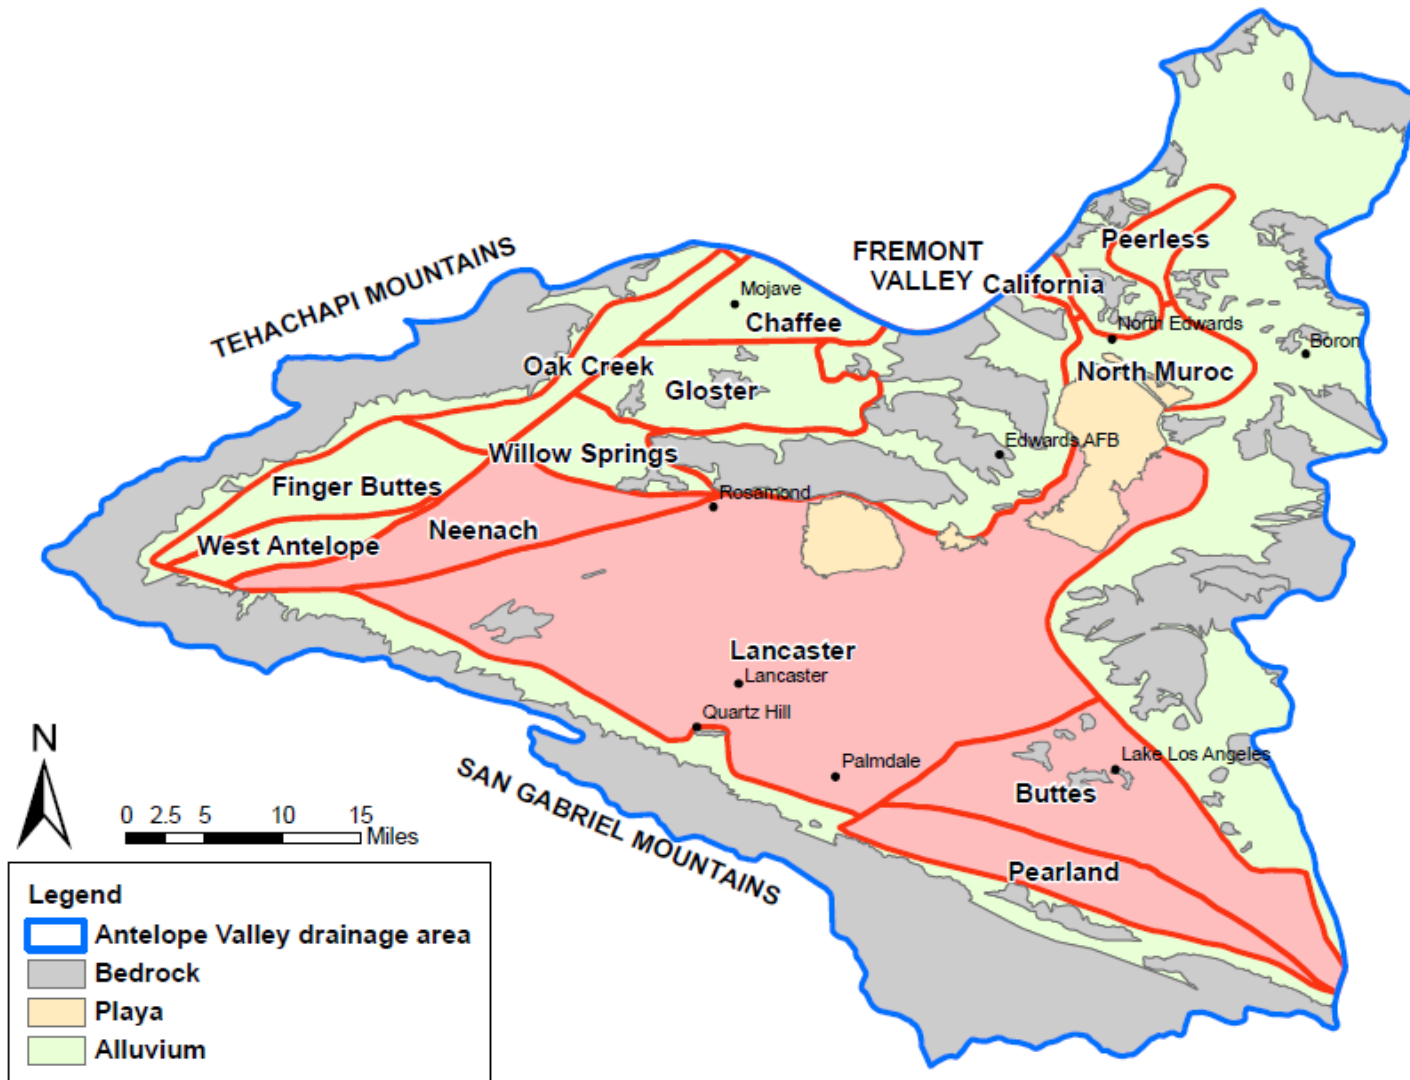 TEHACHAPI MOUNTAINS
FREMONT
VALLEY
Peerless
California
Mojave
Chaffee
North Edwards
Boron
Oak Creek
Gloster
North Muroc
Edwards AFB
Willow Springs
Finger Buttes
Rosamond
Neenach
West Antelope
Lancaster
Lancaster
Quartz Hill
Palmdale
Lake Los Angeles
Buttes
Pearland
SAN GABRIEL MOUNTAINS
N
0 2.5 5 10 15
Miles
Legend
Antelope Valley drainage area
Bedrock
Playa
Alluvium